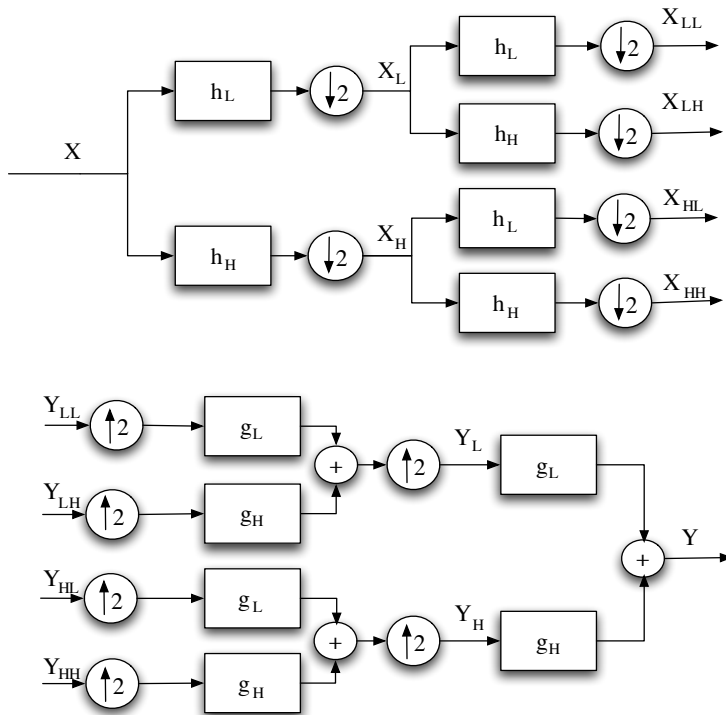 X
h_L
↓2
X_L
h_L
↓2
X_LL
h_H
↓2
X_LH
h_H
↓2
X_H
h_L
↓2
X_HL
h_H
↓2
X_HH
Y_LL
↑2
g_L
Y_LH
↑2
g_H
+
↑2
Y_L
g_L
Y_HL
↑2
g_L
Y_HH
↑2
g_H
+
↑2
Y_H
g_H
+
Y